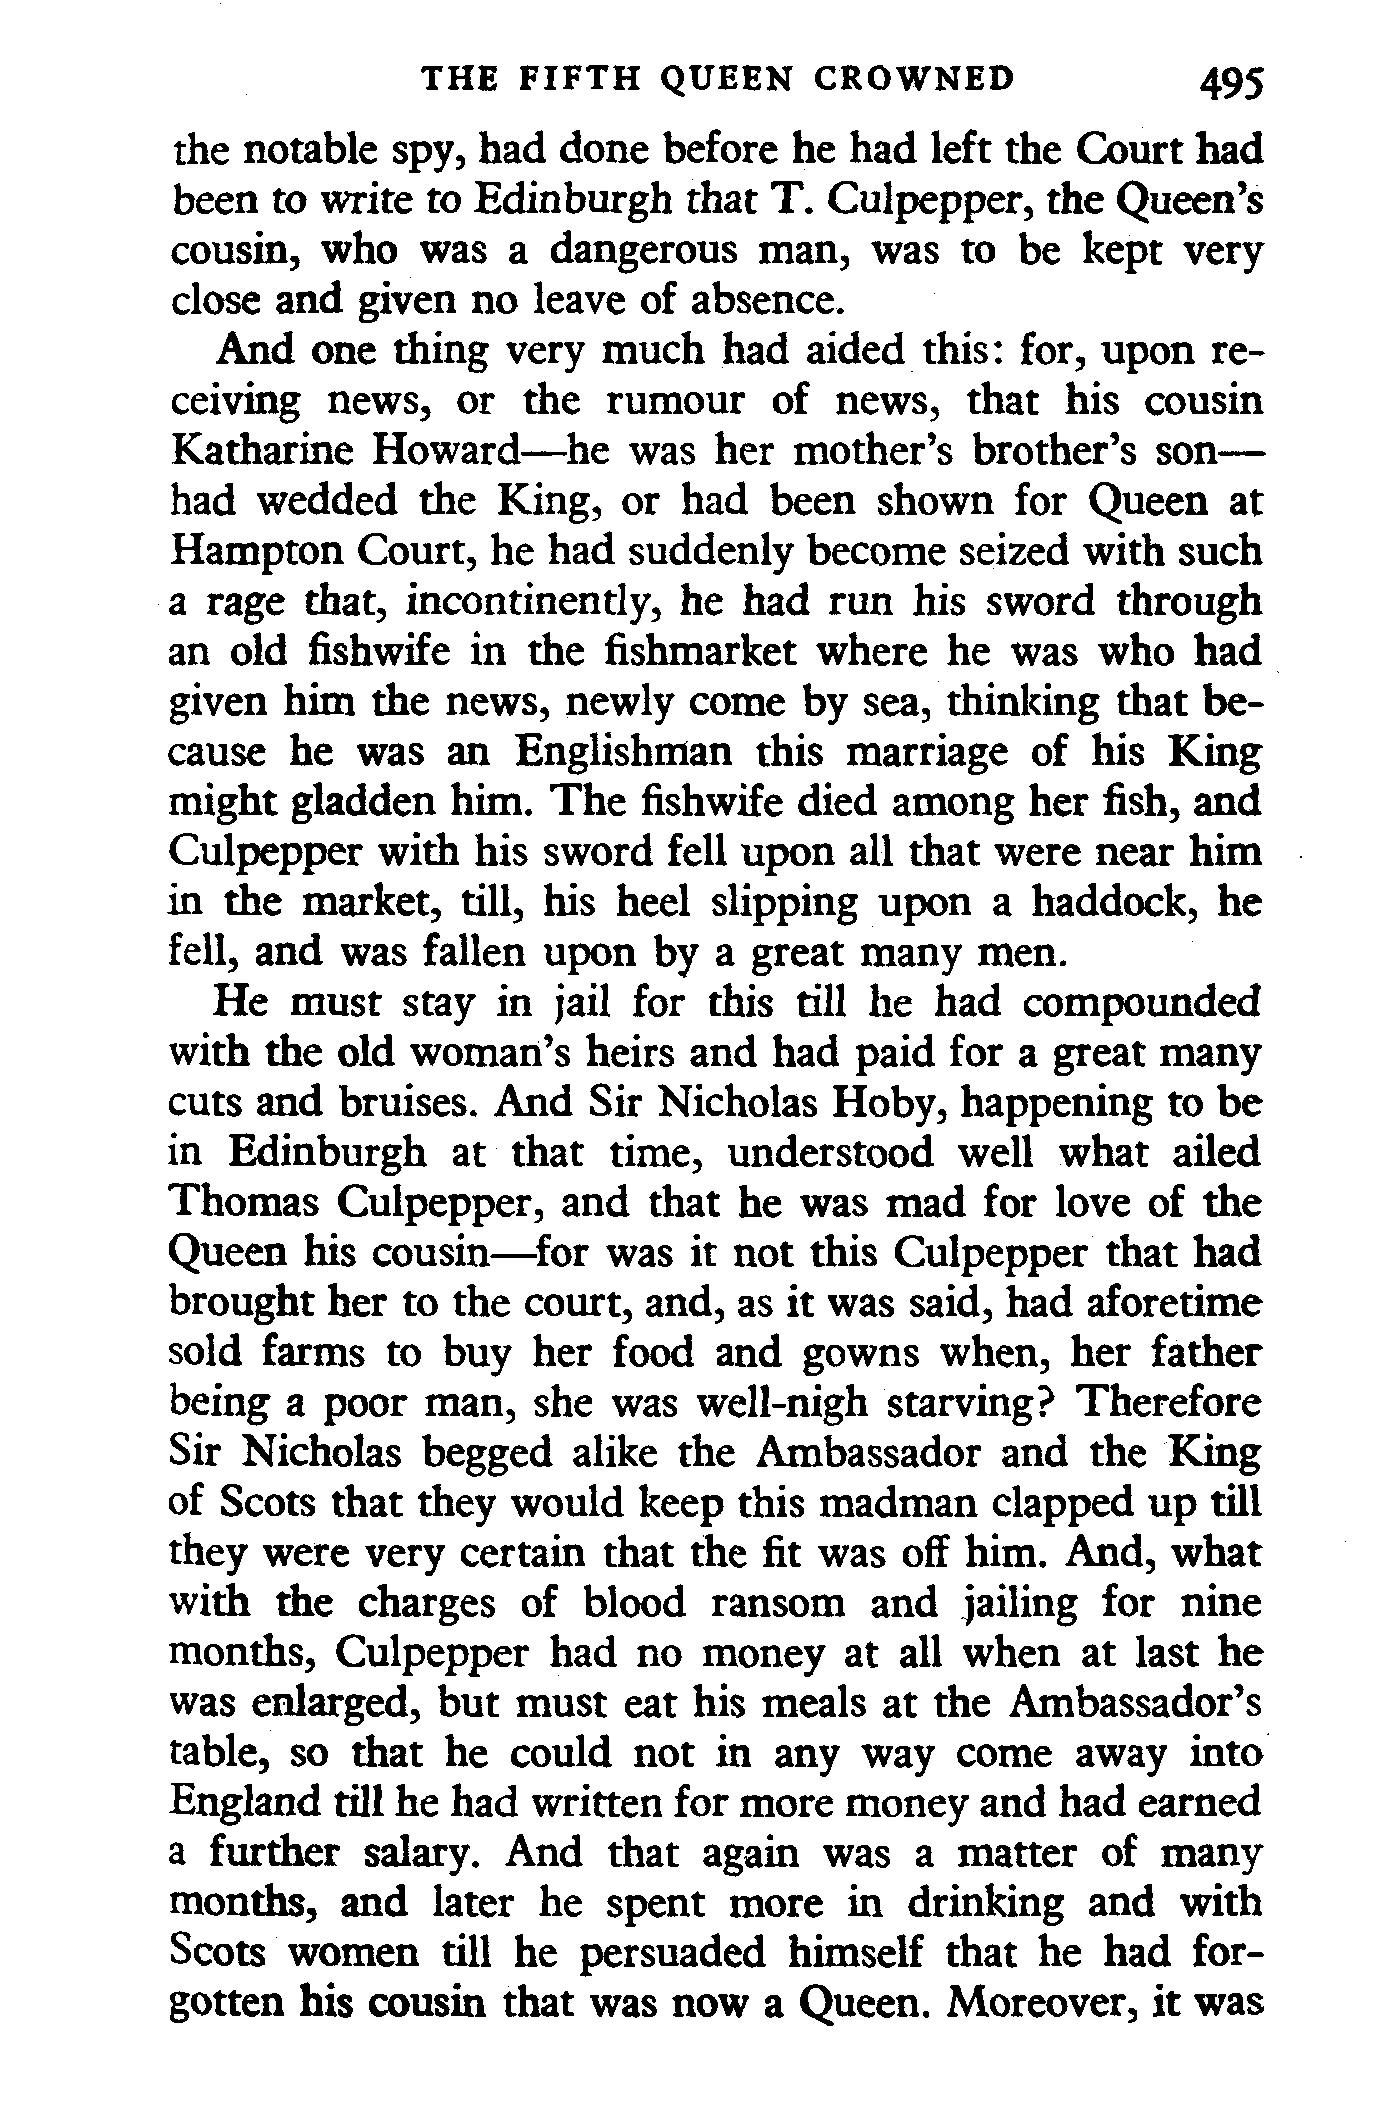 THE FIFTH QUEEN CROWNED 495
the notable spy, had done before he had left the Court had
been to write to Edinburgh that T. Culpepper, the Queen’s
cousin, who was a dangerous man, was to be kept very
close and given no leave of absence.
And one thing very much had aided this: for, upon re-
ceiving news, or the rumour of news, that his cousin
Katharine Howard—he was her mother’s brother’s son—
had wedded the King, or had been shown for Queen at
Hampton Court, he had suddenly become seized with such
a rage that, incontinently, he had run his sword through
an old fishwife in the fishmarket where he was who had
given him the news, newly come by sea, thinking that be-
cause he was an Englishman this marriage of his King
might gladden him. The fishwife died among her fish, and
Culpepper with his sword fell upon all that were near him
in the market, till, his heel slipping upon a haddock, he
fell, and was fallen upon by a great many men.
He must stay in jail for this till he had compounded
with the old woman’s heirs and had paid for a great many
cuts and bruises. And Sir Nicholas Hoby, happening to be
in Edinburgh at that time, understood well what ailed
Thomas Culpepper, and that he was mad for love of the
Queen his cousin—for was it not this Culpepper that had
brought her to the court, and, as it was said, had aforetime
sold farms to buy her food and gowns when, her father
being a poor man, she was well-nigh starving? Therefore
Sir Nicholas begged alike the Ambassador and the King
of Scots that they would keep this madman clapped up till
they were very certain that the fit was off him. And, what
with the charges of blood ransom and jailing for nine
months, Culpepper had no money at all when at last he
was enlarged, but must eat his meals at the Ambassador’s
table, so that he could not in any way come away into
England till he had written for more money and had earned
a further salary. And that again was a matter of many
months, and later he spent more in drinking and with
Scots women till he persuaded himself that he had for-
gotten his cousin that was now a Queen. Moreover, it was